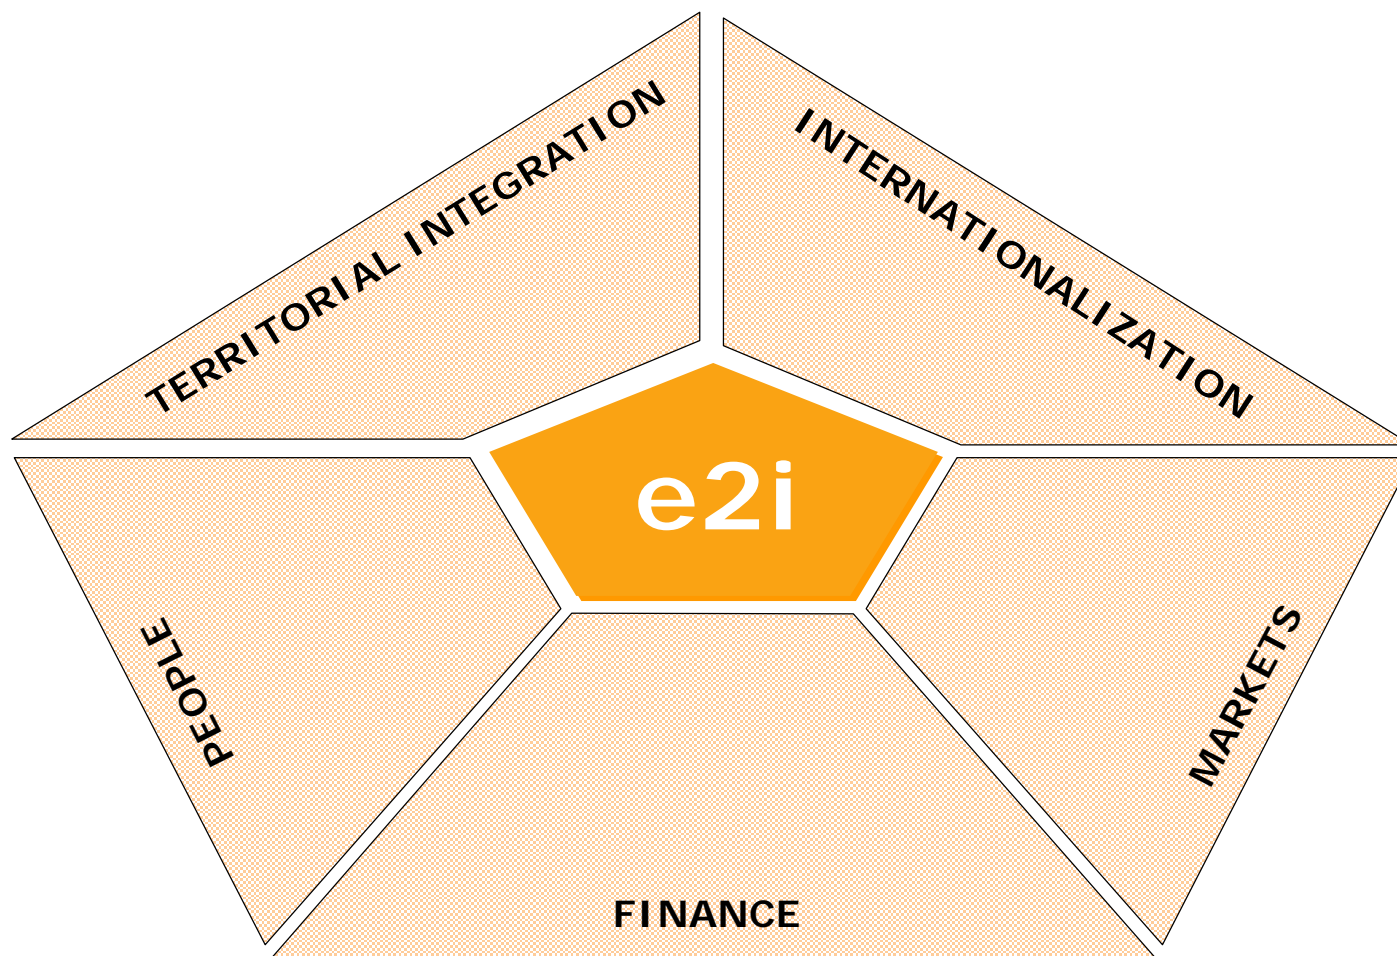 TERRITORIAL INTEGRATION
INTERNATIONALIZATION
e2i
PEOPLE
MARKETS
FINANCE